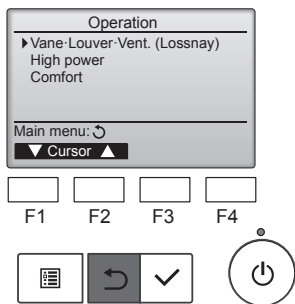 Operation
Vane·Louver·Vent. (Lossnay)
High power
Comfort
Main menu:
Cursor
F1 F2 F3 F4